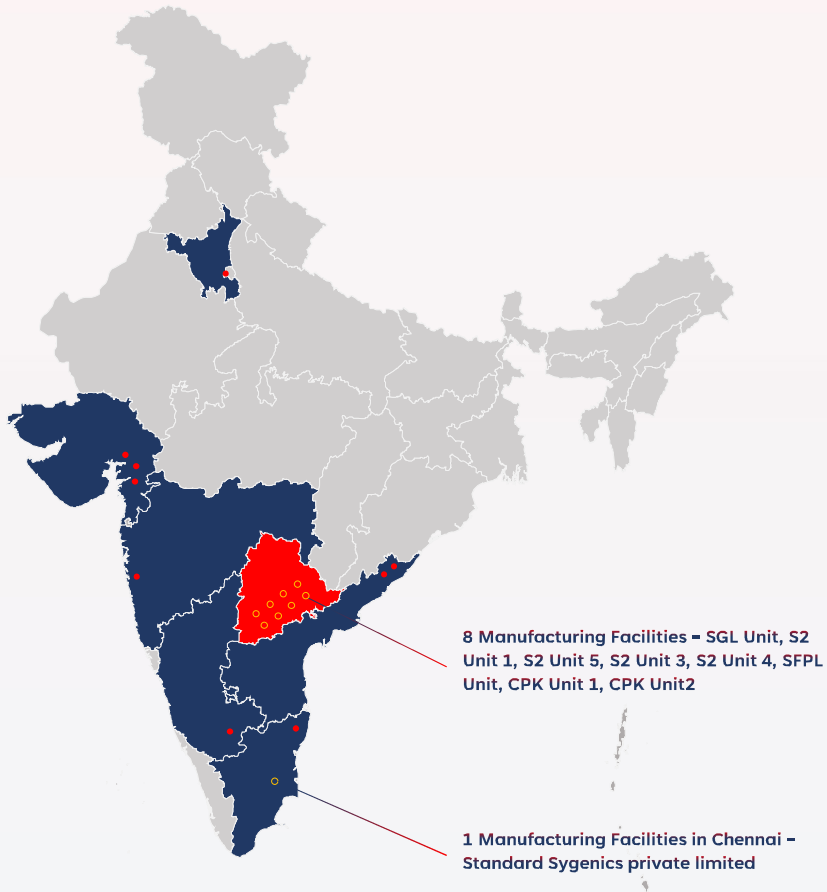 8 Manufacturing Facilities – SGL Unit, S2
Unit 1, S2 Unit 5, S2 Unit 3, S2 Unit 4, SFPL
Unit, CPK Unit 1, CPK Unit2
1 Manufacturing Facilities in Chennai –
Standard Sygenics private limited